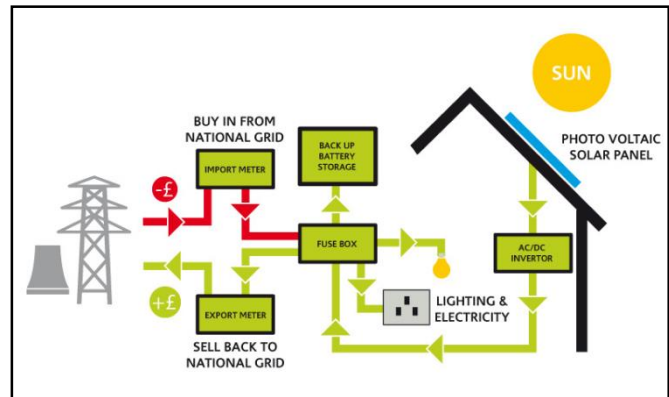 SUN
BUY IN FROM
NATIONAL GRID
BACK UP
BATTERY
STORAGE
PHOTO VOLTAIC
SOLAR PANEL
-£
IMPORT METER
FUSE BOX
AC/DC
INVERTOR
+£
EXPORT METER
LIGHTING &
ELECTRICITY
SELL BACK TO
NATIONAL GRID